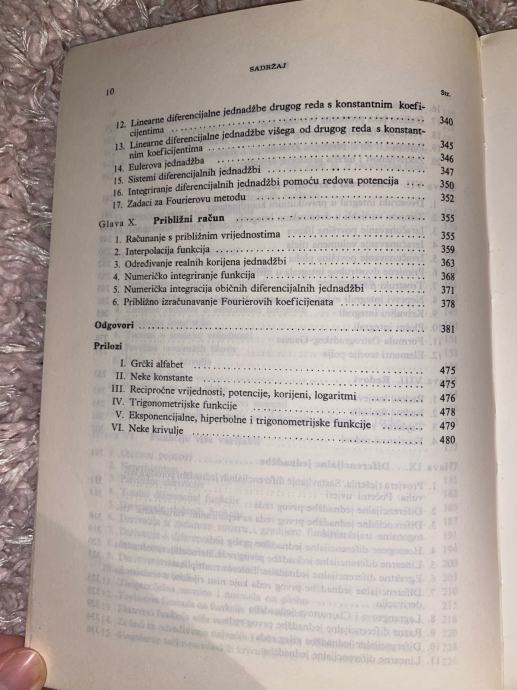 SADRŽAJ
10
Str.
12. Linearne diferencijalne jednadžbe drugog reda s konstantnim koefi-
cijentima 340
13. Linearne diferencijalne jednadžbe višega od drugog reda s konstant-
nim koeficijentima 345
14. Eulerova jednadžba 346
15. Sistemi diferencijalnih jednadžbi 347
16. Integriranje diferencijalnih jednadžbi pomoću redova potencija 350
17. Zadaci za Fourierovu metodu 352
Glava X. Približni račun 355
1. Računanje s približnim vrijednostima 355
2. Interpolacija funkcija 359
3. Određivanje realnih korijena jednadžbi 363
4. Numeričko integriranje funkcija 368
5. Numerička integracija običnih diferencijalnih jednadžbi 371
6. Približno izračunavanje Fourierovih koeficijenata 378
Odgovori 381
Prilozi
I. Grčki alfabet 475
II. Neke konstante 475
III. Recipročne vrijednosti, potencije, korijeni, logaritmi 476
IV. Trigonometrijske funkcije 478
V. Eksponencijalne, hiperbolne i trigonometrijske funkcije 479
VI. Neke krivulje 480